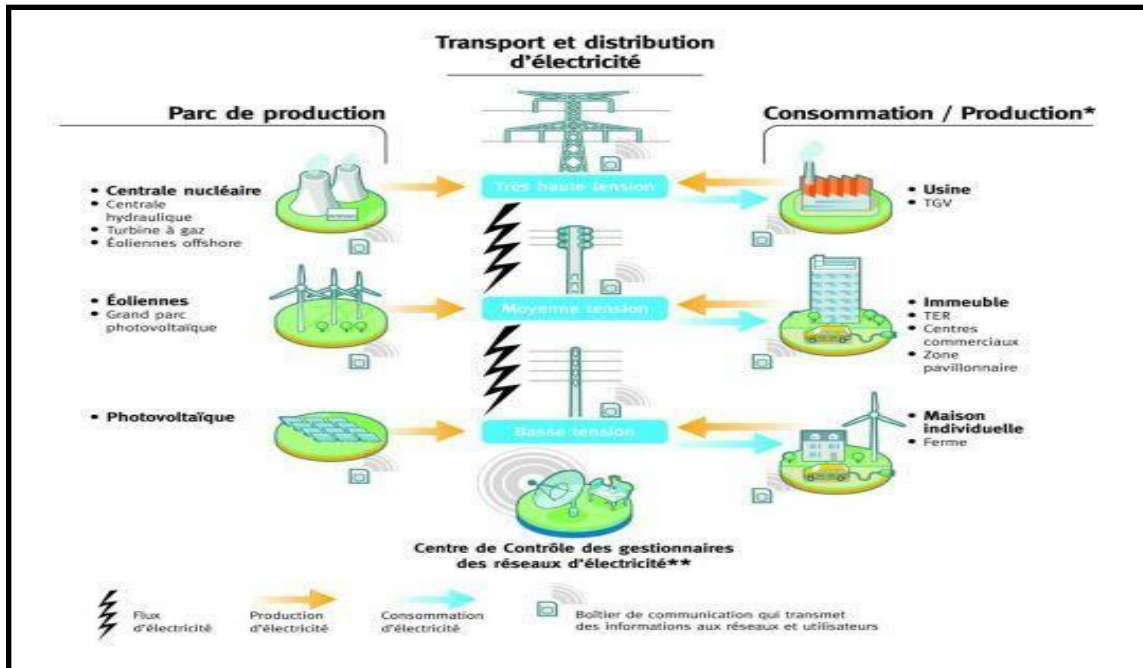 Transport et distribution
d'électricité
Parc de production
Consommation / Production*
• Centrale nucléaire
• Centrale
hydraulique
• Turbine à gaz
• Éoliennes offshore
Très haute tension
• Usine
• TGV
• Éoliennes
• Grand parc
photovoltaïque
Moyenne tension
• Immeuble
• TER
• Centres
commerciaux
• Zone
pavillonnaire
• Photovoltaïque
Basse tension
• Maison
individuelle
• Ferme
Centre de Contrôle des gestionnaires
des réseaux d'électricité**
Flux
d'électricité
Production
d'électricité
Consommation
d'électricité
Boîtier de communication qui transmet
des informations aux réseaux et utilisateurs